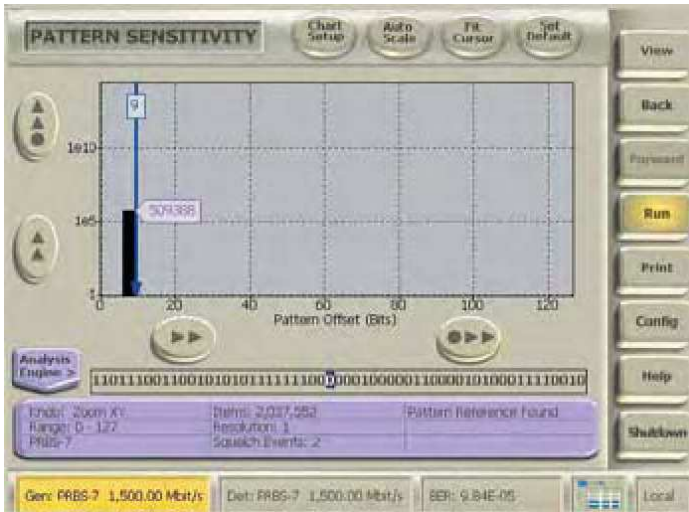 PATTERN SENSITIVITY
Chart Setup
Auto Scale
Fit Cursor
Set Default
View
Back
Forward
Run
Print
Config
Help
Shutdown
9
1e10
509388
1e5
1
0 20 40 60 80 100 120
Pattern Offset (Bits)
Analysis Engine >
Knob: Zoom XY
Range: 0 - 127
PRBS-7
Items: 2,037,552
Resolution: 1
Squelch Events: 2
Pattern Reference Found
Gen: PRBS-7 1,500.00 Mbit/s
Det: PRBS-7 1,500.00 Mbit/s
BER: 9.84E-05
Local